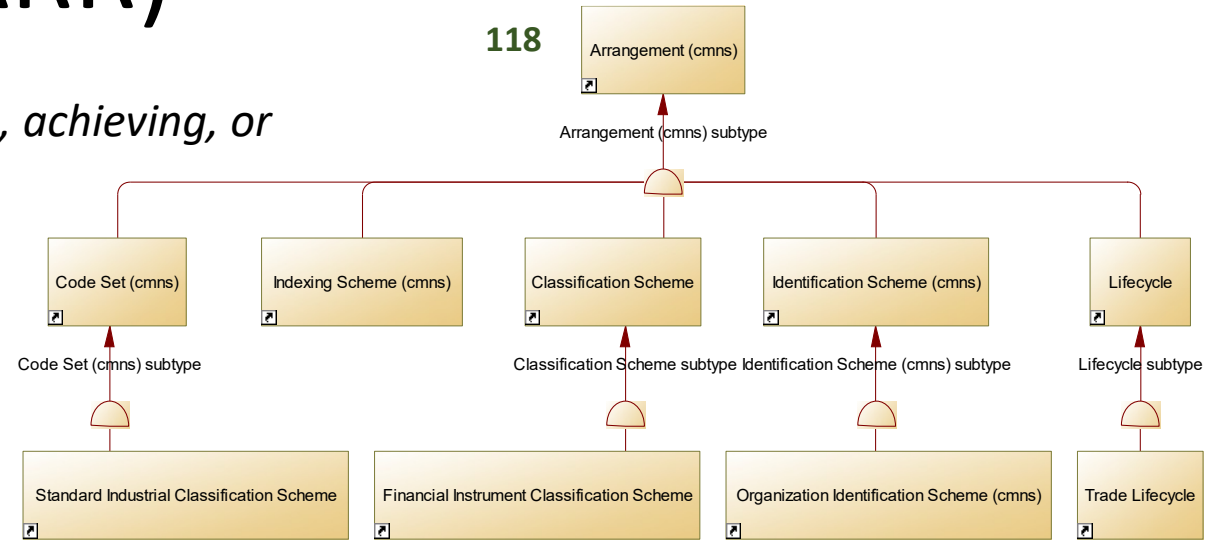 118
Arrangement (cmns)
, achieving, or
Arrangement (cmns) subtype
Code Set (cmns)
Indexing Scheme (cmns)
Classification Scheme
Identification Scheme (cmns)
Lifecycle
Code Set (cmns) subtype
Classification Scheme subtype
Identification Scheme (cmns) subtype
Lifecycle subtype
Standard Industrial Classification Scheme
Financial Instrument Classification Scheme
Organization Identification Scheme (cmns)
Trade Lifecycle